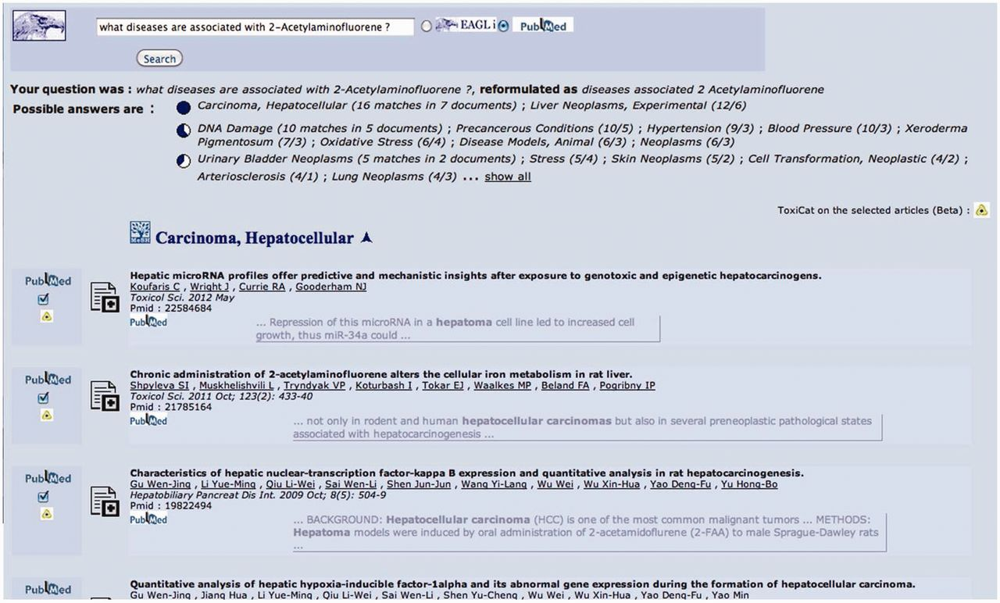 what diseases are associated with 2-Acetylaminofluorene ?
EAGLi
PubMed
Search
Your question was : what diseases are associated with 2-Acetylaminofluorene ?, reformulated as diseases associated 2 Acetylaminofluorene
Possible answers are : Carcinoma, Hepatocellular (16 matches in 7 documents) ; Liver Neoplasms, Experimental (12/6)
DNA Damage (10 matches in 5 documents) ; Precancerous Conditions (10/5) ; Hypertension (9/3) ; Blood Pressure (10/3) ; Xeroderma
Pigmentosum (7/3) ; Oxidative Stress (6/4) ; Disease Models, Animal (6/3) ; Neoplasms (6/3)
Urinary Bladder Neoplasms (5 matches in 2 documents) ; Stress (5/4) ; Skin Neoplasms (5/2) ; Cell Transformation, Neoplastic (4/2) ;
Arteriosclerosis (4/1) ; Lung Neoplasms (4/3) ... show all
ToxiCat on the selected articles (Beta) :
Carcinoma, Hepatocellular
PubMed
Hepatic microRNA profiles offer predictive and mechanistic insights after exposure to genotoxic and epigenetic hepatocarcinogens.
Koufaris C , Wright J , Currie RA , Gooderham NJ
Toxicol Sci. 2012 May
Pmid : 22584684
PubMed
... Repression of this microRNA in a hepatoma cell line led to increased cell
growth, thus miR-34a could ...
PubMed
Chronic administration of 2-acetylaminofluorene alters the cellular iron metabolism in rat liver.
Shpyleva SI , Muskhelishvili L , Tryndyak VP , Koturbash I , Tokar EJ , Waalkes MP , Beland FA , Pogribny IP
Toxicol Sci. 2011 Oct; 123(2): 433-40
Pmid : 21785164
PubMed
... not only in rodent and human hepatocellular carcinomas but also in several preneoplastic pathological states
associated with hepatocarcinogenesis ...
PubMed
Characteristics of hepatic nuclear-transcription factor-kappa B expression and quantitative analysis in rat hepatocarcinogenesis.
Gu Wen-Jing , Li Yue-Ming , Qiu Li-Wei , Sai Wen-Li , Shen Jun-Jun , Wang Yi-Lang , Wu Wei , Wu Xin-Hua , Yao Deng-Fu , Yu Hong-Bo
Hepatobiliary Pancreat Dis Int. 2009 Oct; 8(5): 504-9
Pmid : 19822494
PubMed
... BACKGROUND: Hepatocellular carcinoma (HCC) is one of the most common malignant tumors ... METHODS:
Hepatoma models were induced by oral administration of 2-acetamidoflurene (2-FAA) to male Sprague-Dawley rats
...
PubMed
Quantitative analysis of hepatic hypoxia-inducible factor-1alpha and its abnormal gene expression during the formation of hepatocellular carcinoma.
Gu Wen-Jing , Jiang Hua , Li Yue-Ming , Qiu Li-Wei , Sai Wen-Li , Shen Yu-Cheng , Wu Wei , Wu Xin-Hua , Yao Deng-Fu , Yao Min